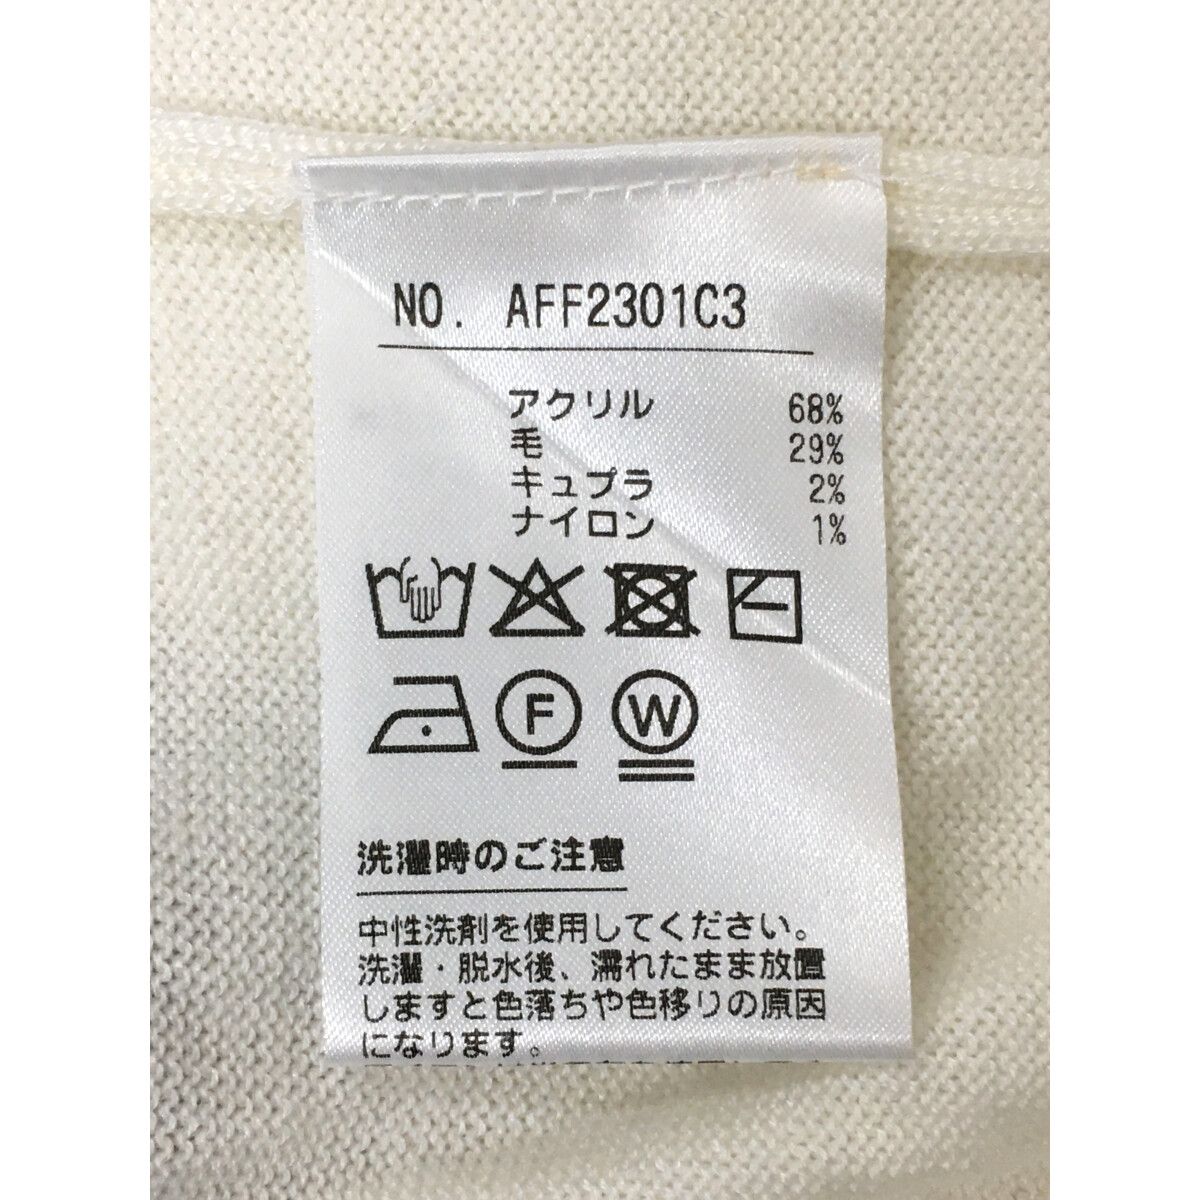 NO. AFF2301C3
アクリル 68%
毛 29%
キュプラ 2%
ナイロン 1%
F W
洗濯時のご注意
中性洗剤を使用してください。
洗濯・脱水後、濡れたまま放置
しますと色落ちや色移りの原因
になります。